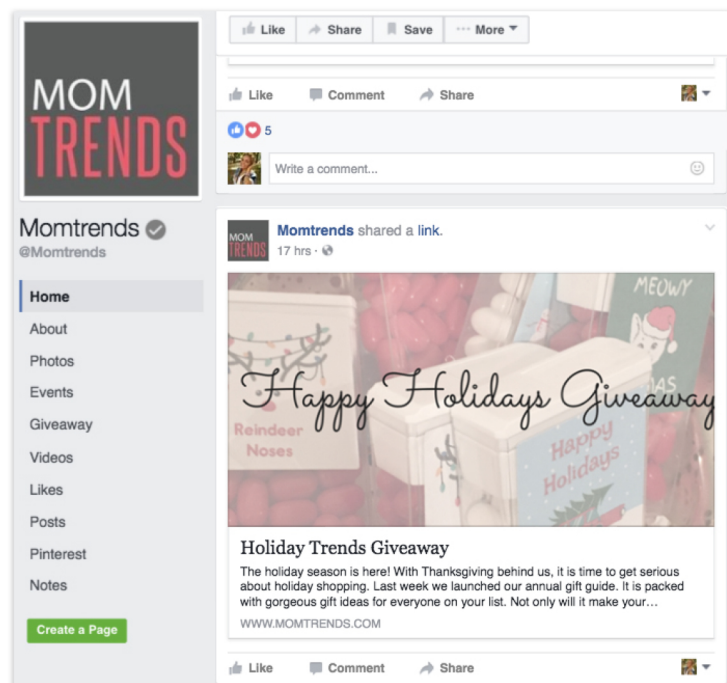 MOM
TRENDS
Momtrends
@Momtrends
Home
About
Photos
Events
Giveaway
Videos
Likes
Posts
Pinterest
Notes
Create a Page
Like Share Save ··· More
Like Comment Share
5
Write a comment...
MOM
TRENDS
Momtrends shared a link.
17 hrs ·
MEOWY
MAS
Happy Holidays Giveaway
Reindeer
Noses
Happy
Holidays
Holiday Trends Giveaway
The holiday season is here! With Thanksgiving behind us, it is time to get serious
about holiday shopping. Last week we launched our annual gift guide. It is packed
with gorgeous gift ideas for everyone on your list. Not only will it make your…
WWW.MOMTRENDS.COM
Like Comment Share